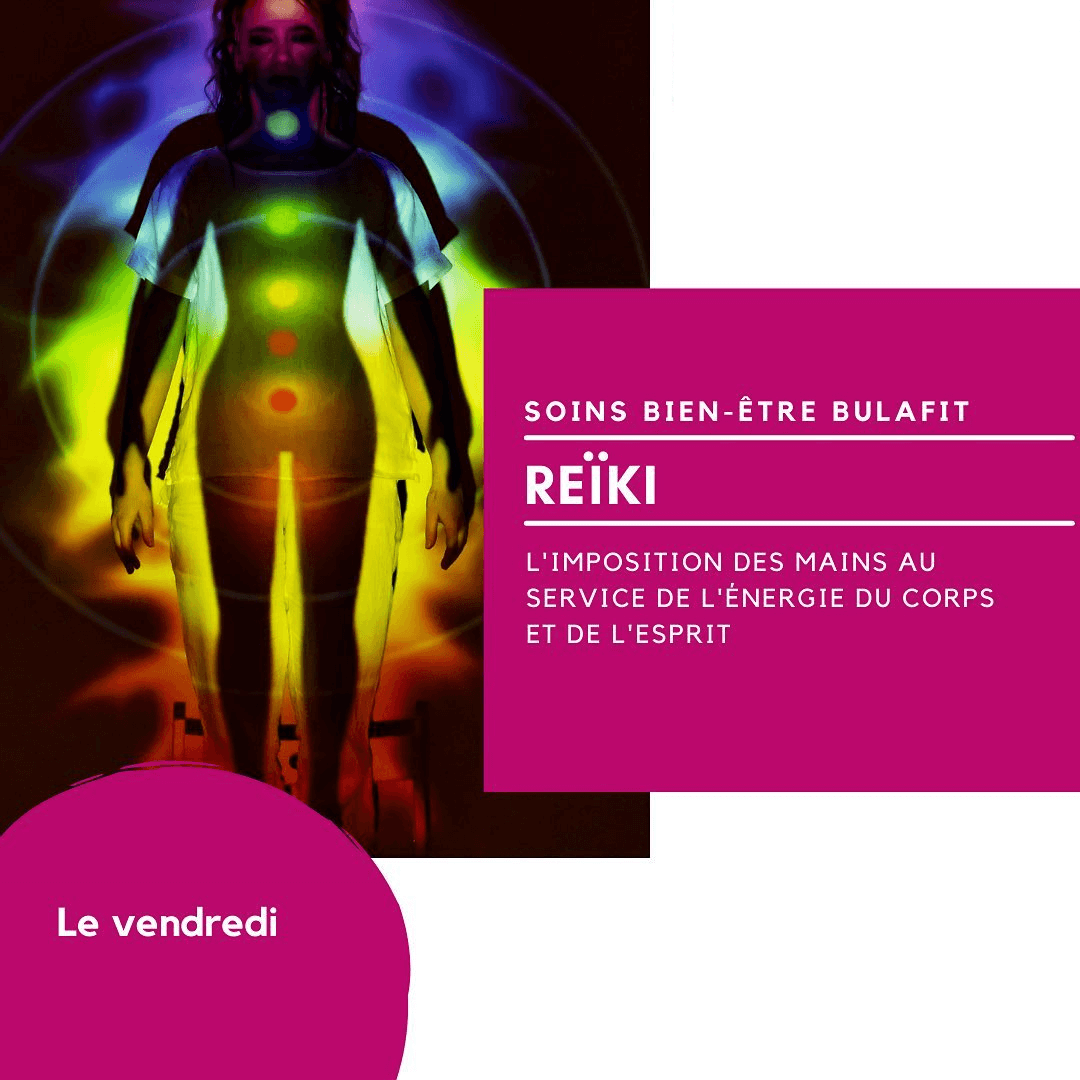 SOINS BIEN-ÊTRE BULAFIT
REÏKI
L'IMPOSITION DES MAINS AU
SERVICE DE L'ÉNERGIE DU CORPS
ET DE L'ESPRIT
Le vendredi